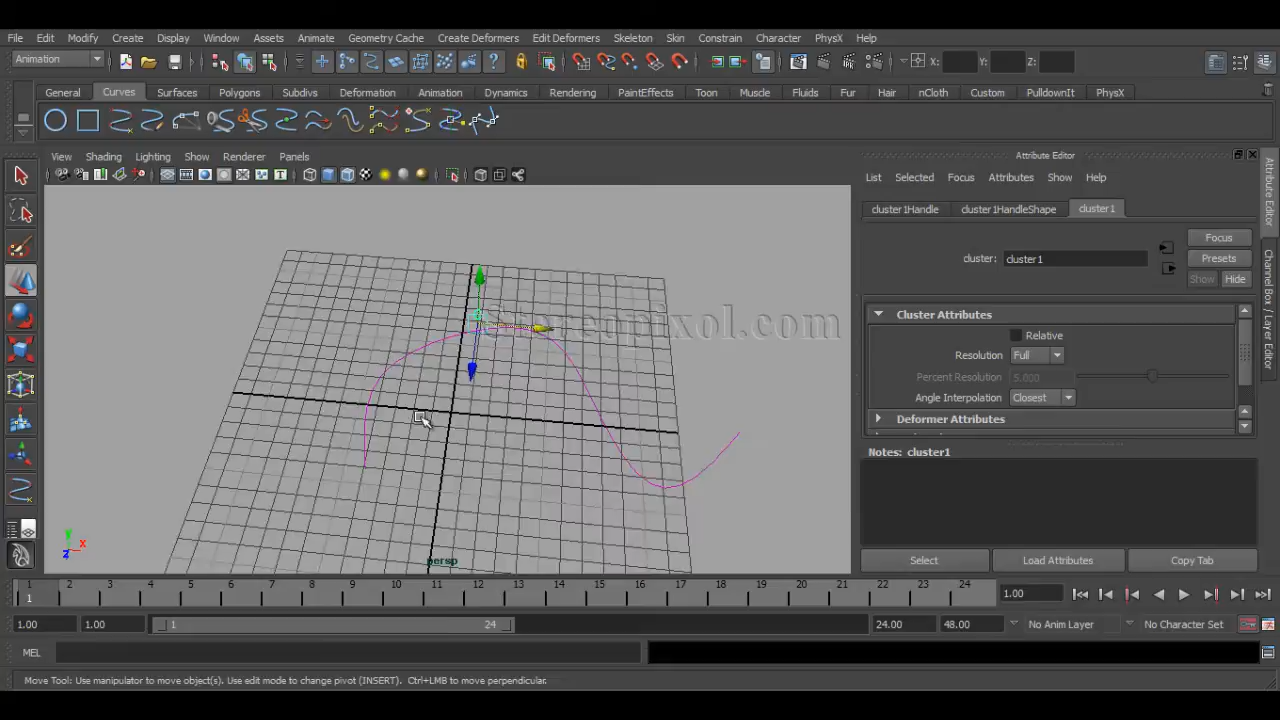 File Edit Modify Create Display Window Assets Animate Geometry Cache Create Deformers Edit Deformers Skeleton Skin Constrain Character PhysX Help
Animation X: Y: Z:
General Curves Surfaces Polygons Subdivs Deformation Animation Dynamics Rendering PaintEffects Toon Muscle Fluids Fur Hair nCloth Custom PulldownIt PhysX
View Shading Lighting Show Renderer Panels
Attribute Editor
List Selected Focus Attributes Show Help
cluster1Handle cluster1HandleShape cluster1
Focus
cluster: cluster1 Presets
Show Hide
Cluster Attributes
Relative
Resolution Full
Percent Resolution 5.000
Angle Interpolation Closest
Deformer Attributes
Notes: cluster1
Select Load Attributes Copy Tab
Attribute Editor
Channel Box / Layer Editor
Stereopixol.com
y x z
persp
1 2 3 4 5 6 7 8 9 10 11 12 13 14 15 16 17 18 19 20 21 22 23 24
1 1.00
1.00 1.00 1 24 24.00 48.00 No Anim Layer No Character Set
MEL
Move Tool: Use manipulator to move object(s). Use edit mode to change pivot (INSERT). Ctrl+LMB to move perpendicular.